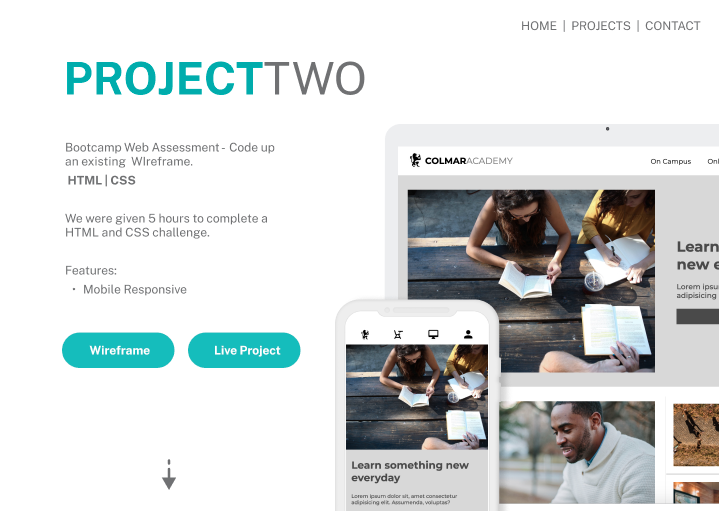 HOME | PROJECTS | CONTACT
PROJECTTWO
Bootcamp Web Assessment - Code up
an existing WIreframe.
HTML | CSS
We were given 5 hours to complete a
HTML and CSS challenge.
Features:
• Mobile Responsive
Wireframe
Live Project
COLMARACADEMY
On Campus
Onl
Learn
new e
Lorem ipsu
adipisicing
Learn something new
everyday
Lorem ipsum dolor sit, amet consectetur
adipisicing elit. Assumenda, voluptas?